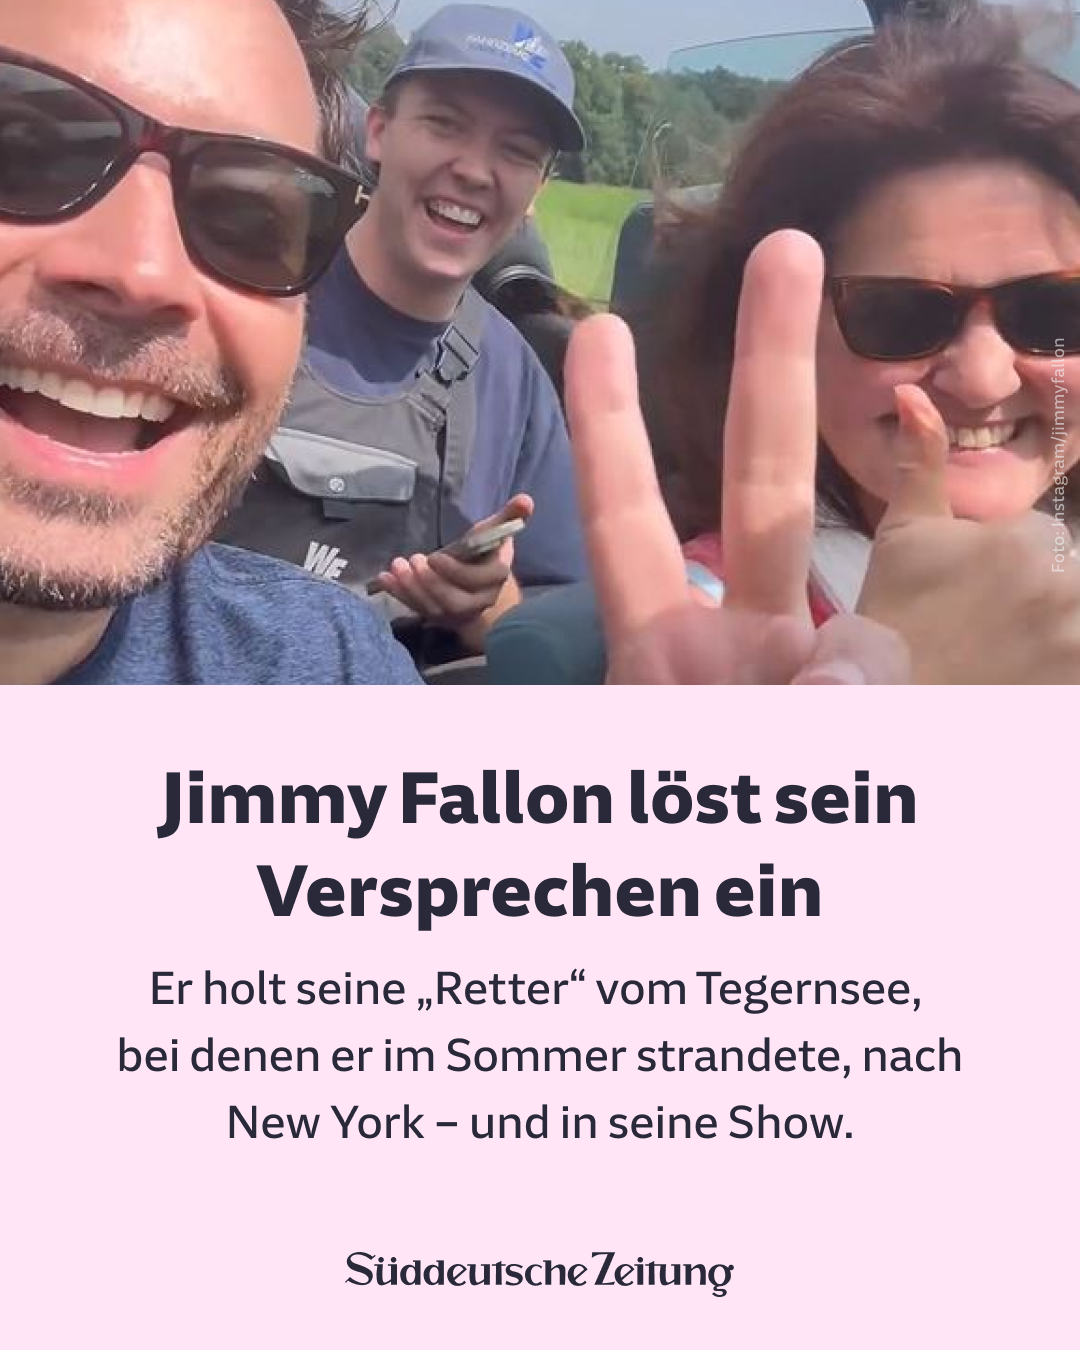 WE
Foto: Instagram/jimmyfallon
Jimmy Fallon löst sein
Versprechen ein
Er holt seine „Retter“ vom Tegernsee,
bei denen er im Sommer strandete, nach
New York – und in seine Show.
Süddeutsche Zeitung